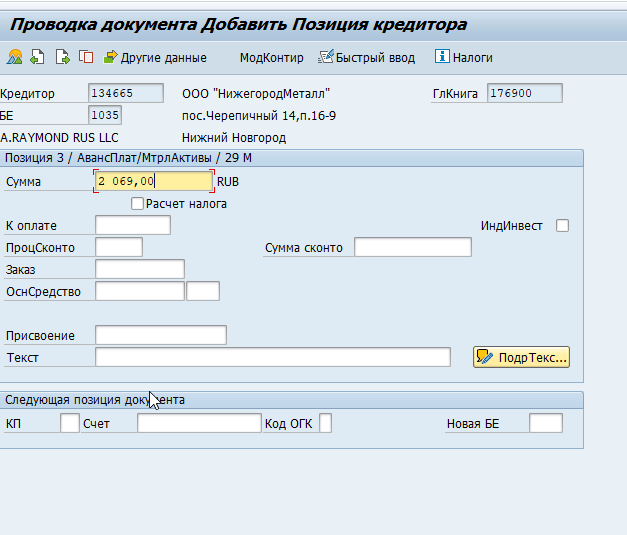 Проводка документа Добавить Позиция кредитора
Другие данные МодКонтир Быстрый ввод Налоги
Кредитор 134665 ООО "НижегородМеталл" ГлКнига 176900
БЕ 1035 пос.Черепичный 14,п.16-9
A.RAYMOND RUS LLC Нижний Новгород
Позиция 3 / АвансПлат/МтрлАктивы / 29 М
Сумма 2 069,00 RUB
Расчет налога
К оплате ИндИнвест
ПроцСконто Сумма сконто
Заказ
ОснСредство
Присвоение
Текст ПодрТекс...
Следующая позиция документа
КП Счет Код ОГК Новая БЕ